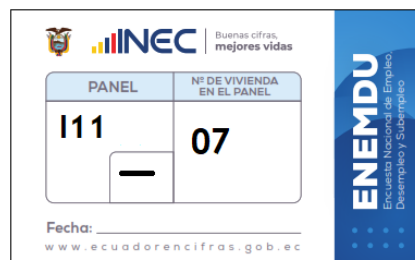 INEC
Buenas cifras,
mejores vidas
PANEL
Nº DE VIVIENDA
EN EL PANEL
I11
07
—
Fecha:
www.ecuadorencifras.gob.ec
ENEMDU
Encuesta Nacional de Empleo,
Desempleo y Subempleo